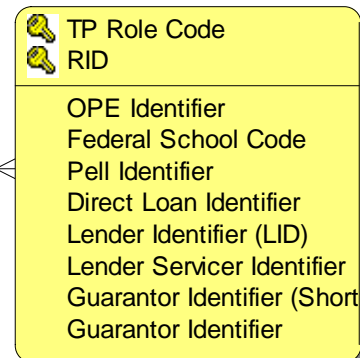 TP Role Code
RID
OPE Identifier
Federal School Code
Pell Identifier
Direct Loan Identifier
Lender Identifier (LID)
Lender Servicer Identifier
Guarantor Identifier (Short
Guarantor Identifier